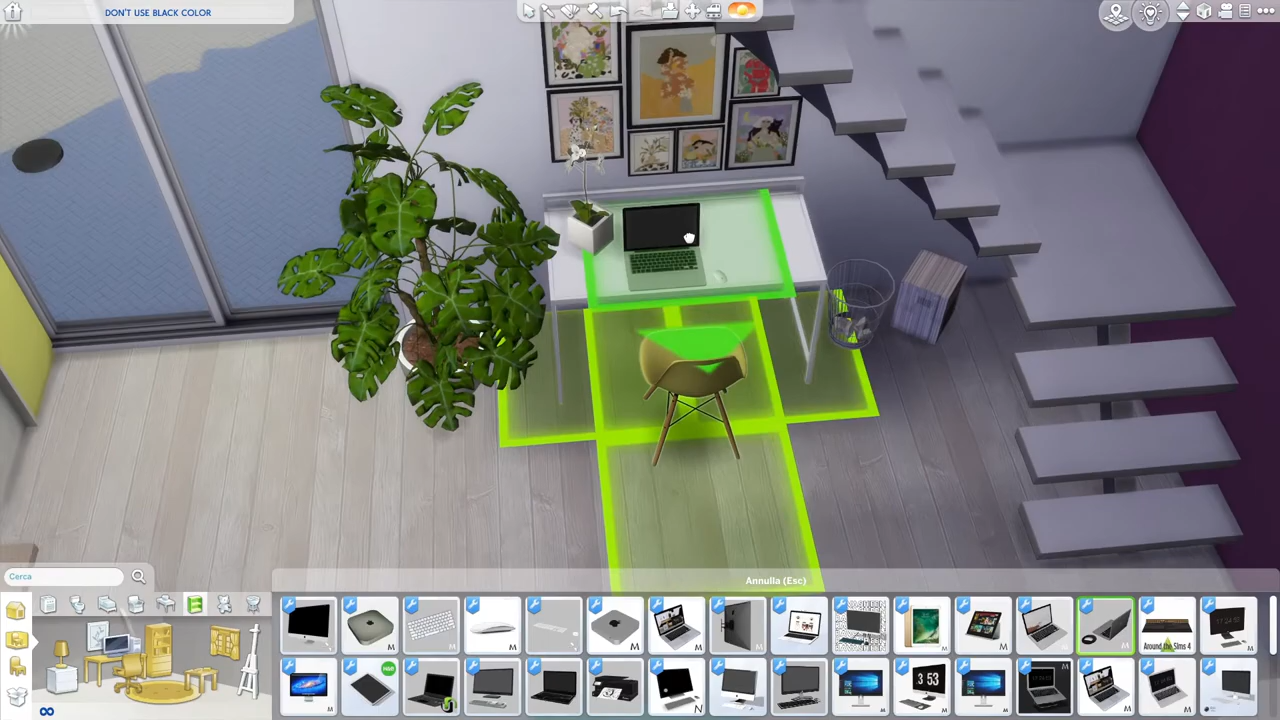 DON'T USE BLACK COLOR
Annulla (Esc)
Cerca
Around the Sims 4
3 53